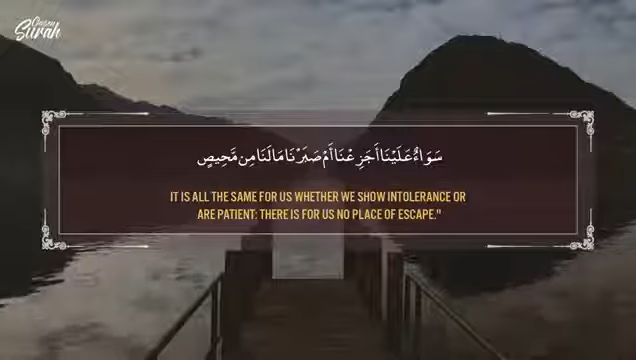 Chosen
Surah
سَوَاءٌ عَلَيْنَا أَجَزِعْنَا أَمْ صَبَرْنَا مَا لَنَا مِن مَّحِيصٍ
IT IS ALL THE SAME FOR US WHETHER WE SHOW INTOLERANCE OR
ARE PATIENT: THERE IS FOR US NO PLACE OF ESCAPE."